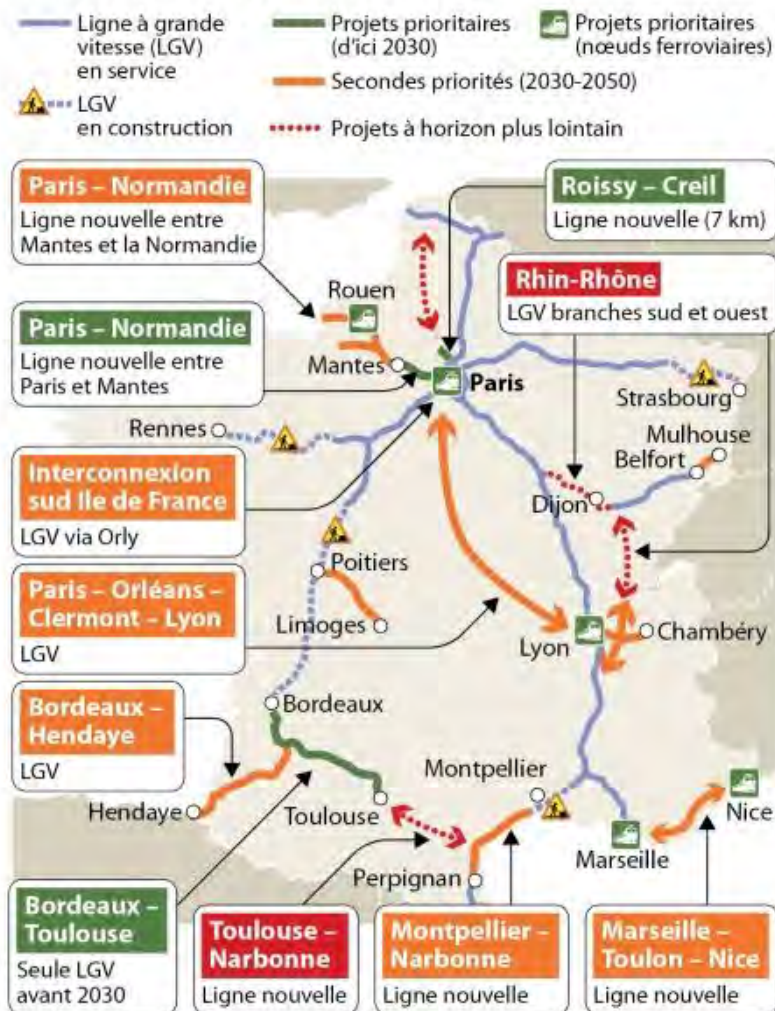 Ligne à grande
vitesse (LGV)
en service
LGV
en construction
Projets prioritaires
(d'ici 2030)
Projets prioritaires
(nœuds ferroviaires)
Secondes priorités (2030-2050)
Projets à horizon plus lointain
Paris – Normandie
Ligne nouvelle entre
Mantes et la Normandie
Roissy – Creil
Ligne nouvelle (7 km)
Rhin-Rhône
LGV branches sud et ouest
Rouen
Paris – Normandie
Ligne nouvelle entre
Paris et Mantes
Mantes
Paris
Strasbourg
Rennes
Mulhouse
Belfort
Interconnexion
sud Ile de France
LGV via Orly
Dijon
Poitiers
Paris – Orléans –
Clermont – Lyon
LGV
Limoges
Lyon
Chambéry
Bordeaux
Bordeaux –
Hendaye
LGV
Montpellier
Hendaye
Toulouse
Nice
Marseille
Perpignan
Bordeaux –
Toulouse
Seule LGV
avant 2030
Toulouse –
Narbonne
Ligne nouvelle
Montpellier –
Narbonne
Ligne nouvelle
Marseille –
Toulon – Nice
Ligne nouvelle